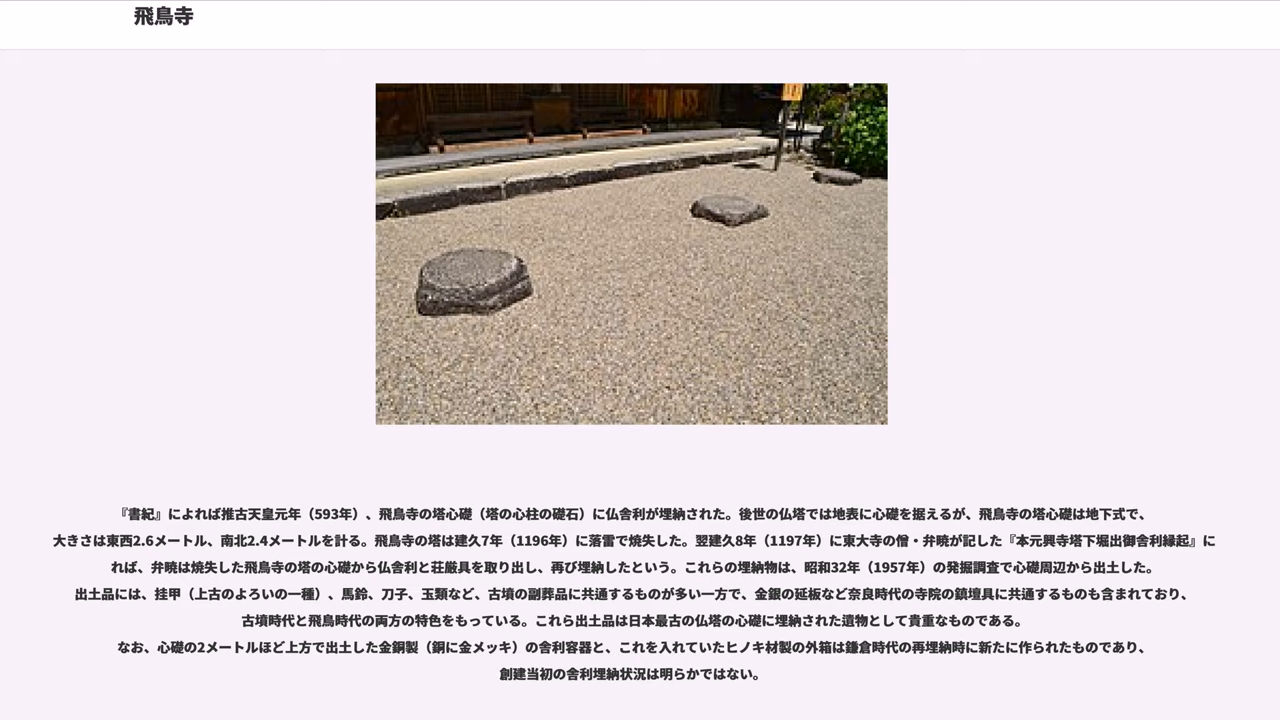 飛鳥寺
『書紀』によれば推古天皇元年（593年）、飛鳥寺の塔心礎（塔の心柱の礎石）に仏舎利が埋納された。後世の仏塔では地表に心礎を据えるが、飛鳥寺の塔心礎は地下式で、
大きさは東西2.6メートル、南北2.4メートルを計る。飛鳥寺の塔は建久7年（1196年）に落雷で焼失した。翌建久8年（1197年）に東大寺の僧・弁暁が記した『本元興寺塔下堀出御舎利縁起』に
れば、弁暁は焼失した飛鳥寺の塔の心礎から仏舎利と荘厳具を取り出し、再び埋納したという。これらの埋納物は、昭和32年（1957年）の発掘調査で心礎周辺から出土した。
出土品には、挂甲（上古のよろいの一種）、馬鈴、刀子、玉類など、古墳の副葬品に共通するものが多い一方で、金銀の延板など奈良時代の寺院の鎮壇具に共通するものも含まれており、
古墳時代と飛鳥時代の両方の特色をもっている。これら出土品は日本最古の仏塔の心礎に埋納された遺物として貴重なものである。
なお、心礎の2メートルほど上方で出土した金銅製（銅に金メッキ）の舎利容器と、これを入れていたヒノキ材製の外箱は鎌倉時代の再埋納時に新たに作られたものであり、
創建当初の舎利埋納状況は明らかではない。